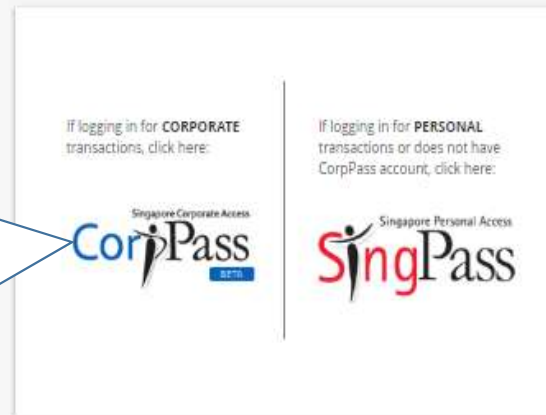 If logging in for CORPORATE
transactions, click here:
Singapore Corporate Access
CorpPass
BETA
If logging in for PERSONAL
transactions or does not have
CorpPass account, click here:
Singapore Personal Access
SingPass